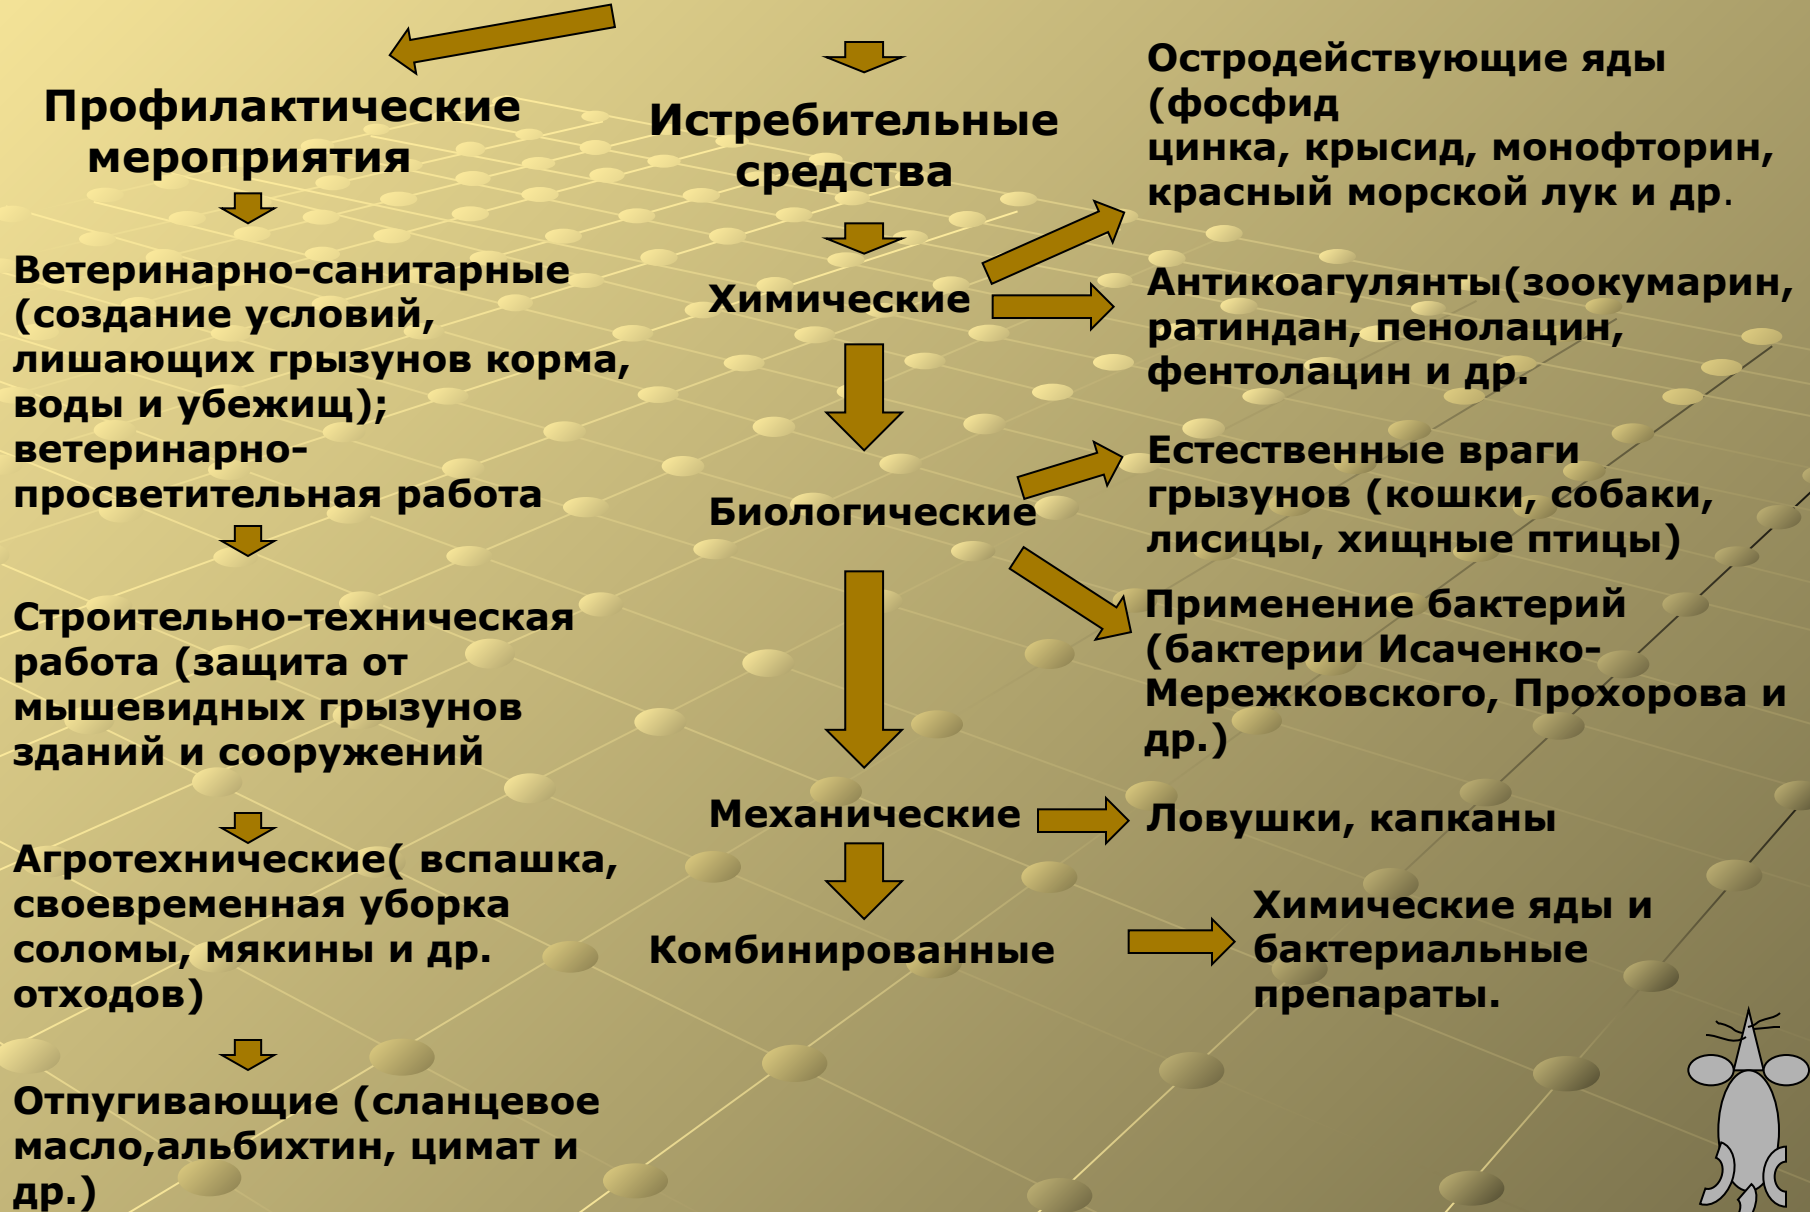 Профилактические
мероприятия
Ветеринарно-санитарные
(создание условий,
лишающих грызунов корма,
воды и убежищ);
ветеринарно-
просветительная работа
Строительно-техническая
работа (защита от
мышевидных грызунов
зданий и сооружений
Агротехнические( вспашка,
своевременная уборка
соломы, мякины и др.
отходов)
Отпугивающие (сланцевое
масло,альбихтин, цимат и
др.)
Истребительные
средства
Химические
Биологические
Механические
Комбинированные
Остродействующие яды
(фосфид
цинка, крысид, монофторин,
красный морской лук и др.
Антикоагулянты(зоокумарин,
ратиндан, пенолацин,
фентолацин и др.
Естественные враги
грызунов (кошки, собаки,
лисицы, хищные птицы)
Применение бактерий
(бактерии Исаченко-
Мережковского, Прохорова и
др.)
Ловушки, капканы
Химические яды и
бактериальные
препараты.